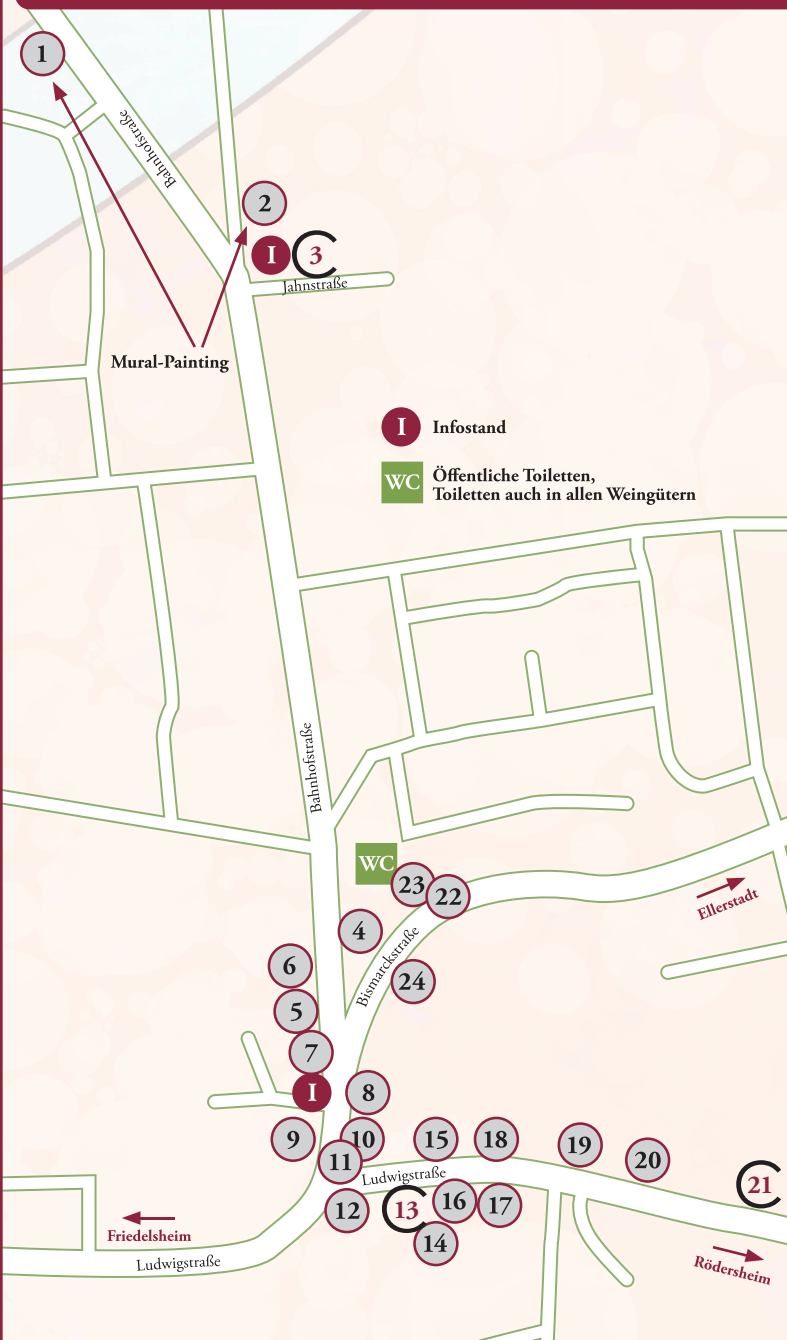 1
Bahnhofstraße
2
I
3
Jahnstraße
Mural-Painting
I
Infostand
WC
Öffentliche Toiletten,
Toiletten auch in allen Weingütern
Bahnhofstraße
WC
23
22
Ellerstadt
4
Bismarckstraße
6
24
5
7
I
8
9
10
15
18
19
11
20
Ludwigstraße
21
12
13
16
17
14
Friedelsheim
Ludwigstraße
Rödersheim